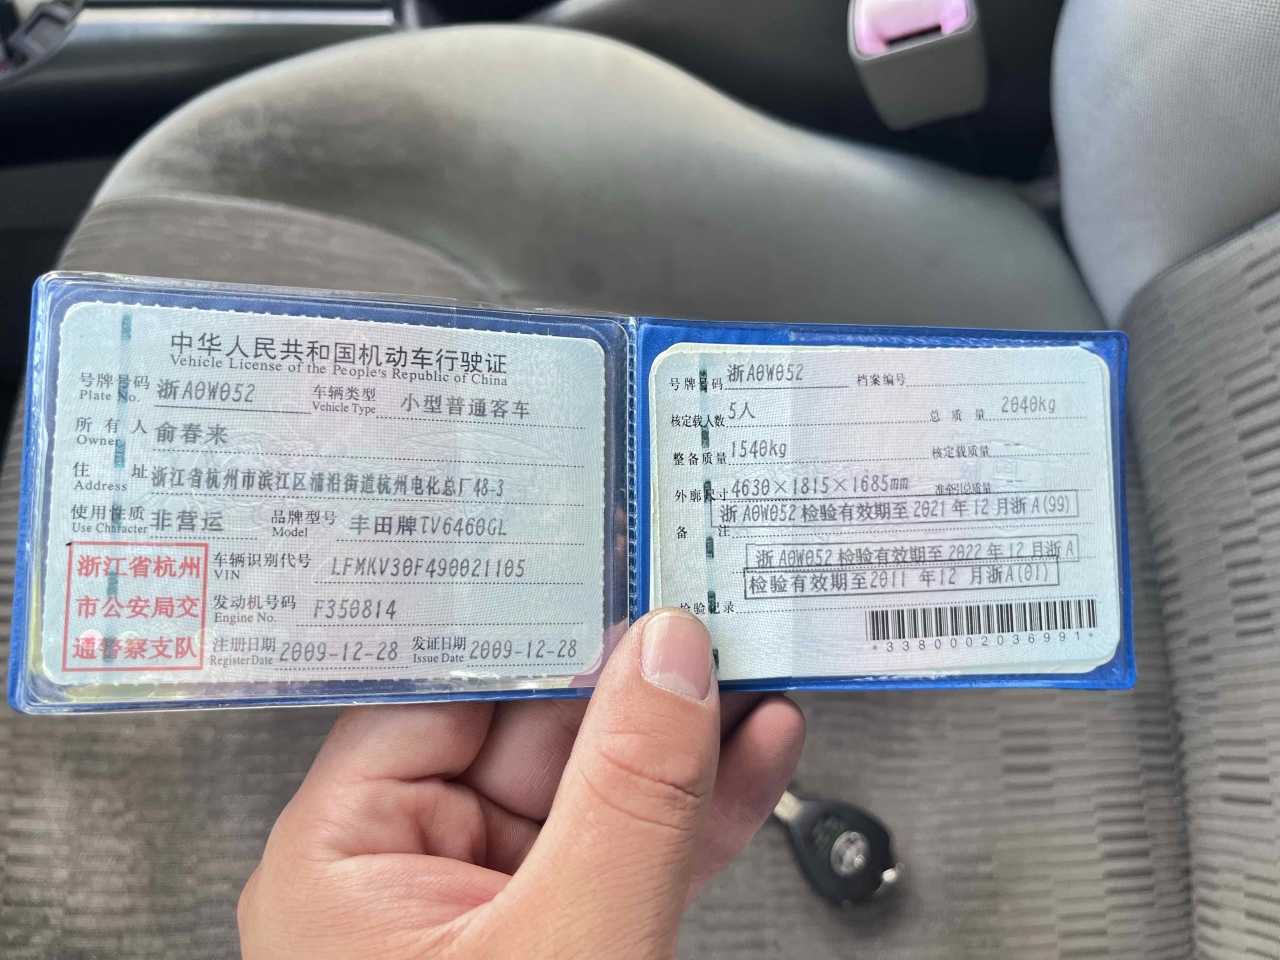 中华人民共和国机动车行驶证
Vehicle License of the People's Republic of China
号牌号码 浙A0W052 车辆类型 小型普通客车
Plate No. Vehicle Type
所有人 俞春来
Owner
住址 浙江省杭州市滨江区浦沿街道杭州电化总厂48-3
Address
使用性质 非营运 品牌型号 丰田牌TV6460GL
Use Character Model
浙江省杭州
市公安局交
通警察支队
车辆识别代号 LFMKV30F490021105
VIN
发动机号码 F350814
Engine No.
注册日期 2009-12-28 发证日期 2009-12-28
Register Date Issue Date
号牌号码 浙A0W052 档案编号
核定载人数 5人 总质量 2040kg
整备质量 1540kg 核定载质量
外廓尺寸 4630×1815×1685mm 准牵引总质量
浙A0W052检验有效期至2021年12月浙A(99)
备注
浙A0W052检验有效期至2022年12月浙A
检验有效期至2011年12月浙A(01)
检验记录
*3380002036991*